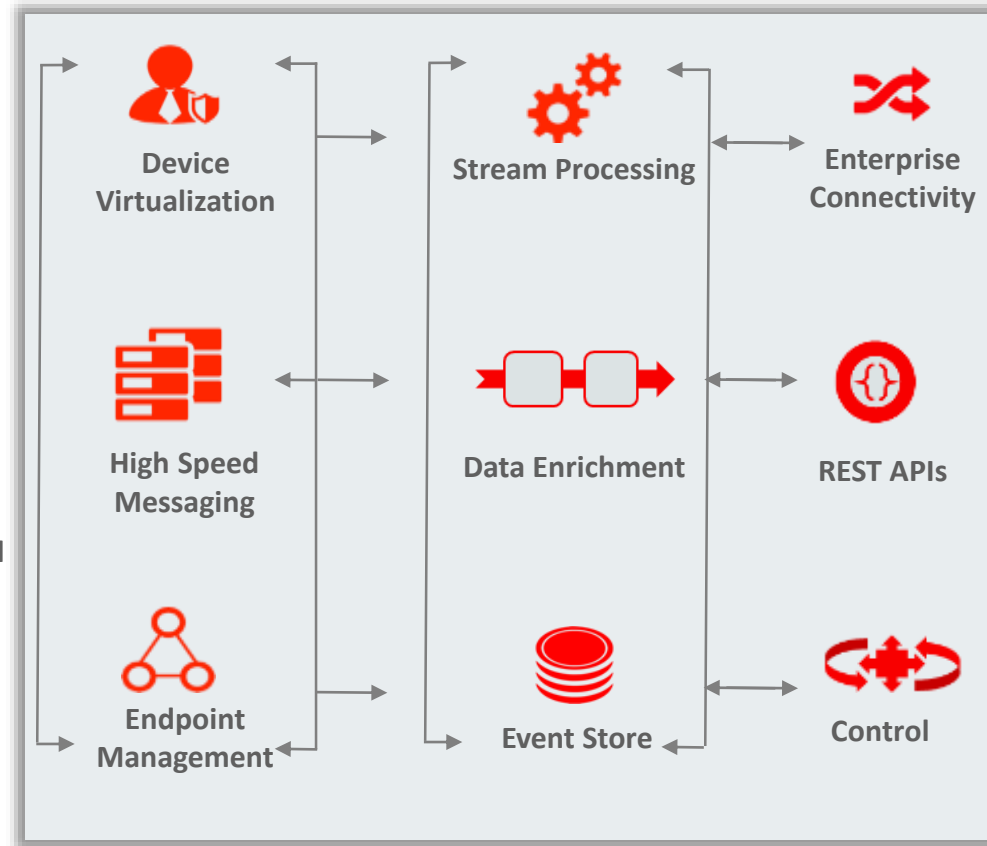 Device
Virtualization
Stream Processing
Enterprise
Connectivity
{}
High Speed
Messaging
Data Enrichment
REST APIs
Endpoint
Management
Event Store
Control